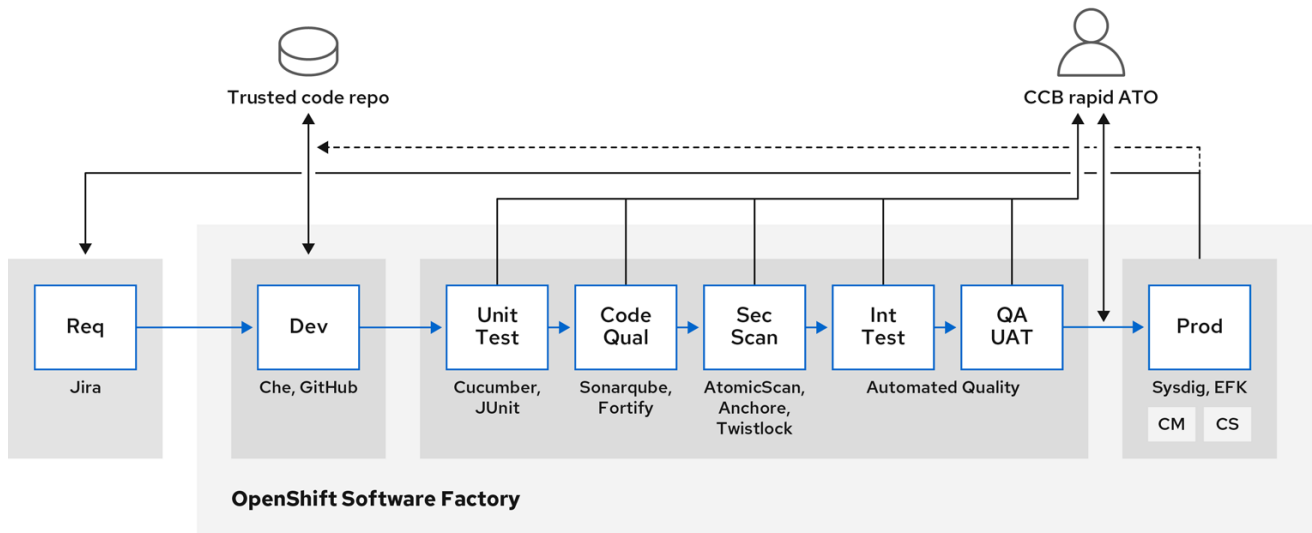 Trusted code repo
CCB rapid ATO
Req
Dev
Unit
Test
Code
Qual
Sec
Scan
Int
Test
QA
UAT
Prod
Jira
Che, GitHub
Cucumber,
JUnit
Sonarqube,
Fortify
AtomicScan,
Anchore,
Twistlock
Automated Quality
Sysdig, EFK
CM
CS
OpenShift Software Factory